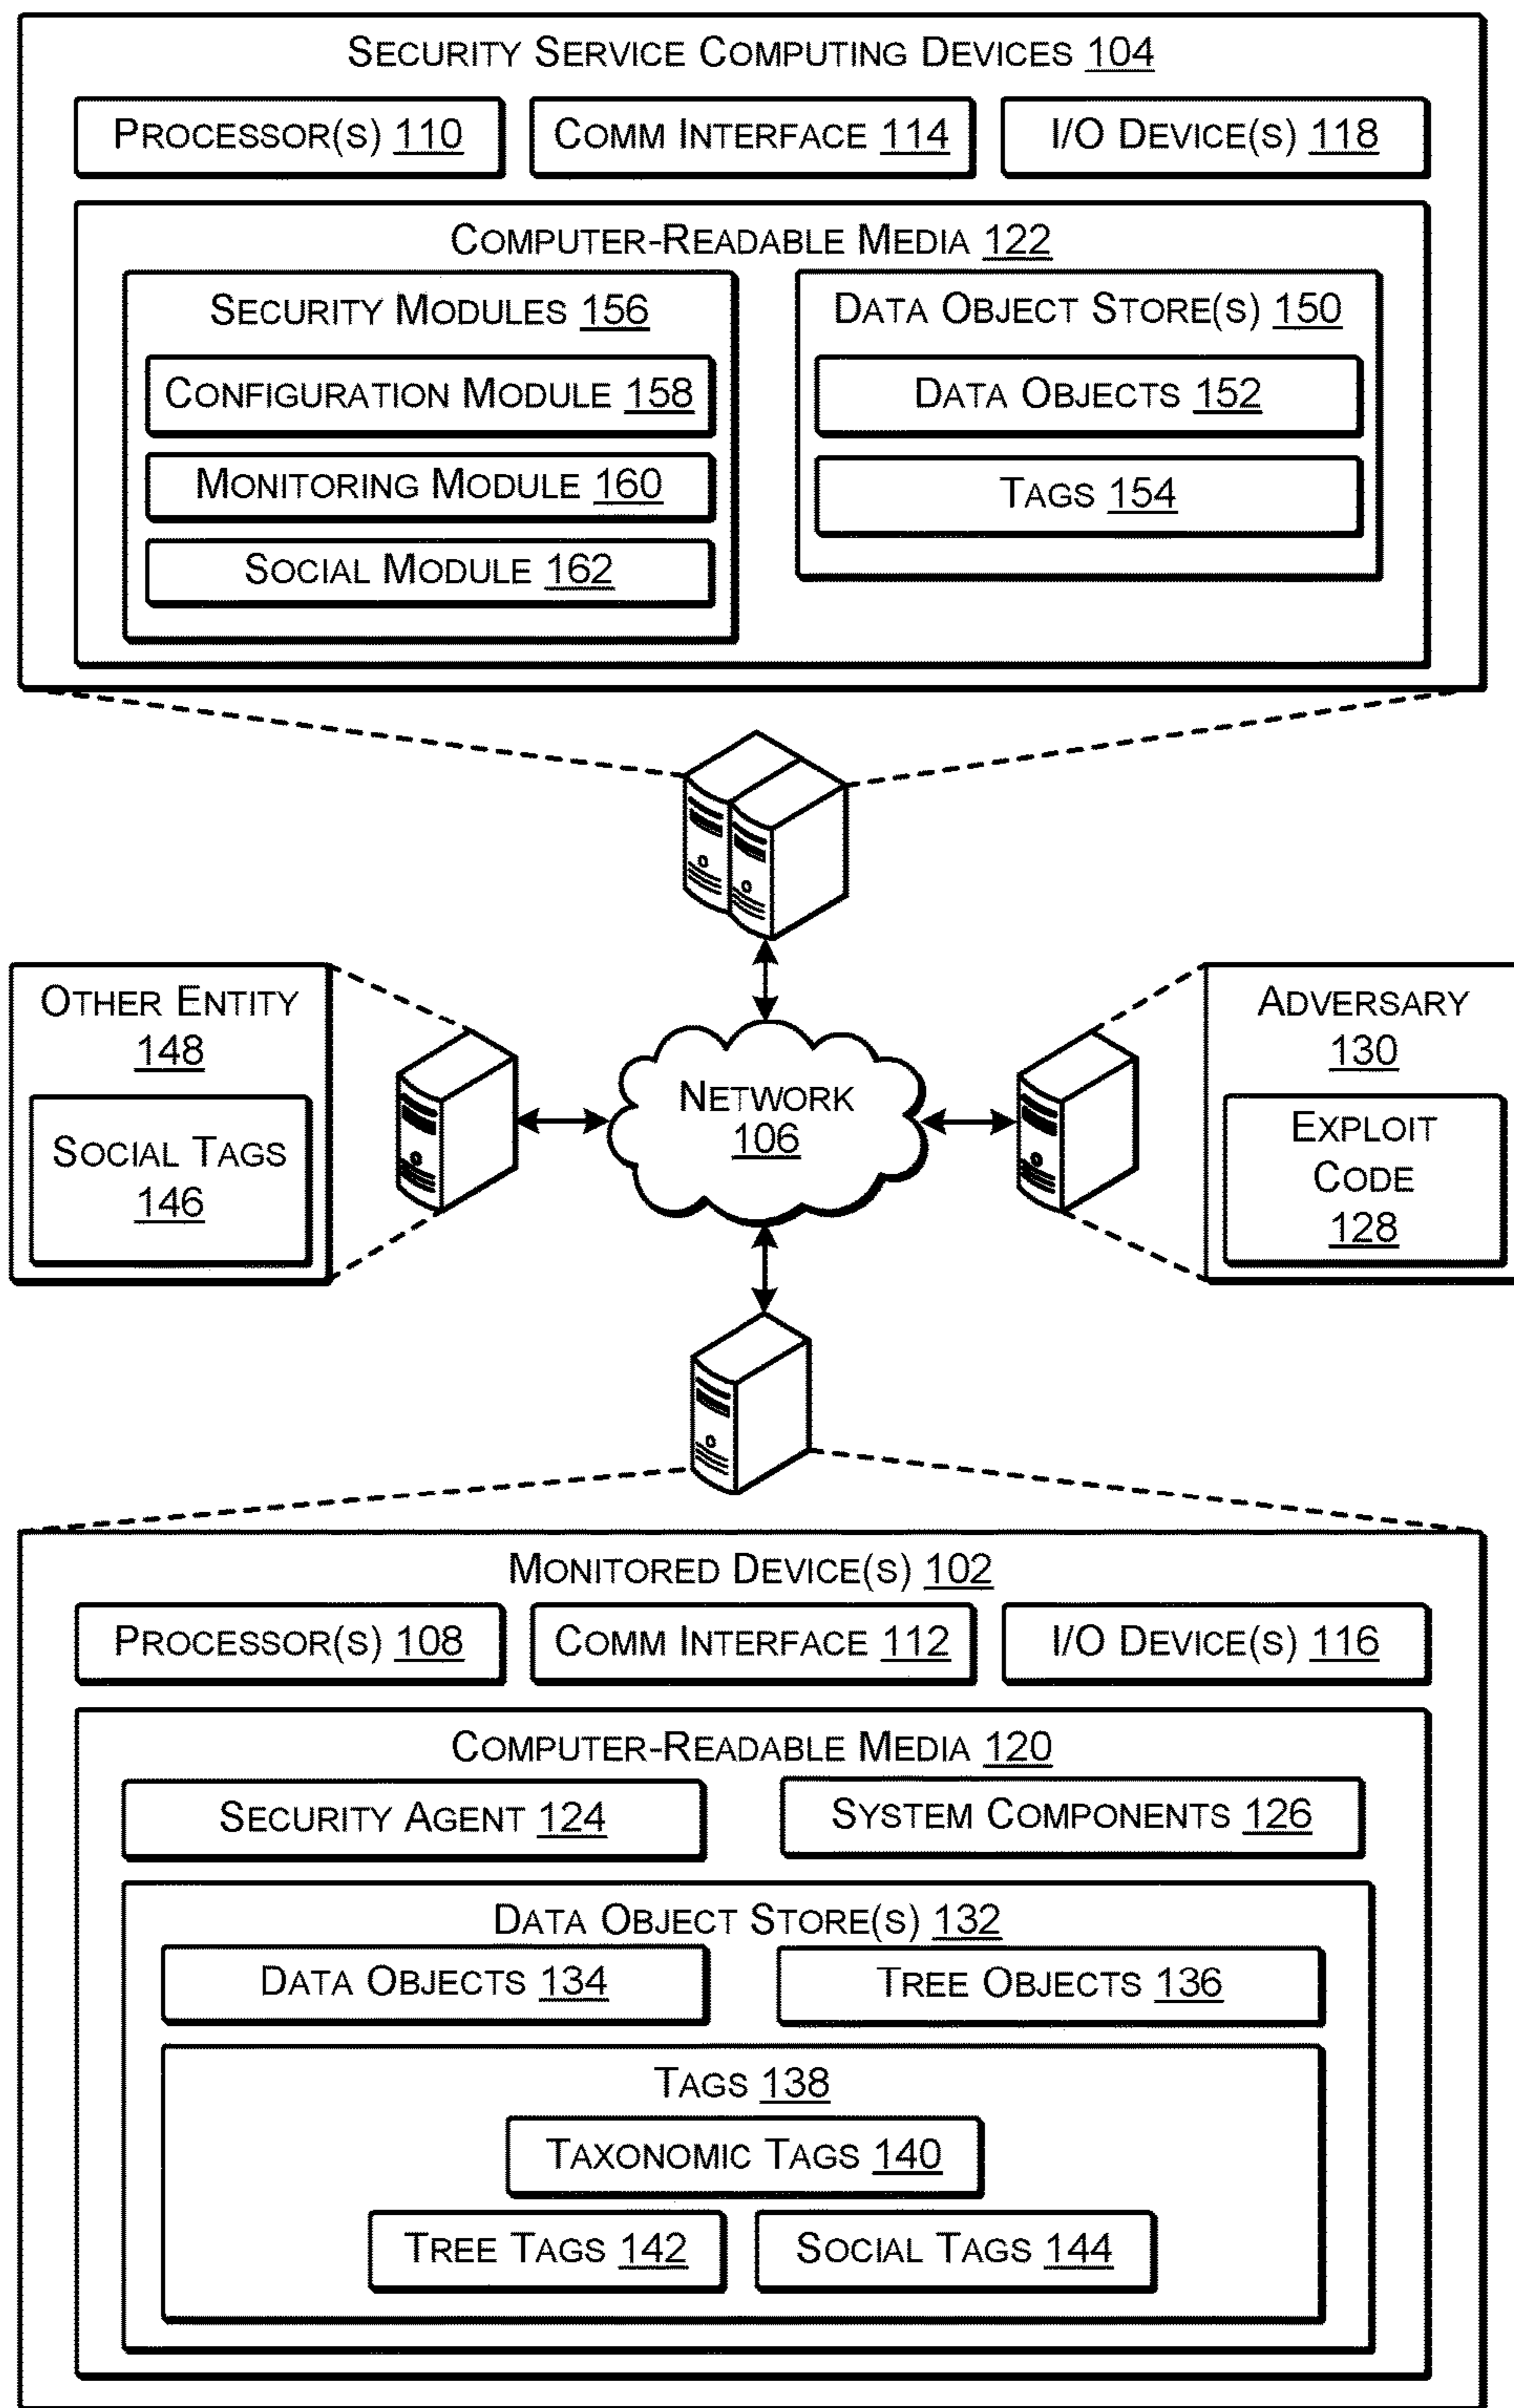 SECURITY SERVICE COMPUTING DEVICES 104
PROCESSOR(S) 110
COMM INTERFACE 114
I/O DEVICE(S) 118
COMPUTER-READABLE MEDIA 122
SECURITY MODULES 156
CONFIGURATION MODULE 158
MONITORING MODULE 160
SOCIAL MODULE 162
DATA OBJECT STORE(S) 150
DATA OBJECTS 152
TAGS 154
OTHER ENTITY
148
SOCIAL TAGS
146
NETWORK
106
ADVERSARY
130
EXPLOIT
CODE
128
MONITORED DEVICE(S) 102
PROCESSOR(S) 108
COMM INTERFACE 112
I/O DEVICE(S) 116
COMPUTER-READABLE MEDIA 120
SECURITY AGENT 124
SYSTEM COMPONENTS 126
DATA OBJECT STORE(S) 132
DATA OBJECTS 134
TREE OBJECTS 136
TAGS 138
TAXONOMIC TAGS 140
TREE TAGS 142
SOCIAL TAGS 144